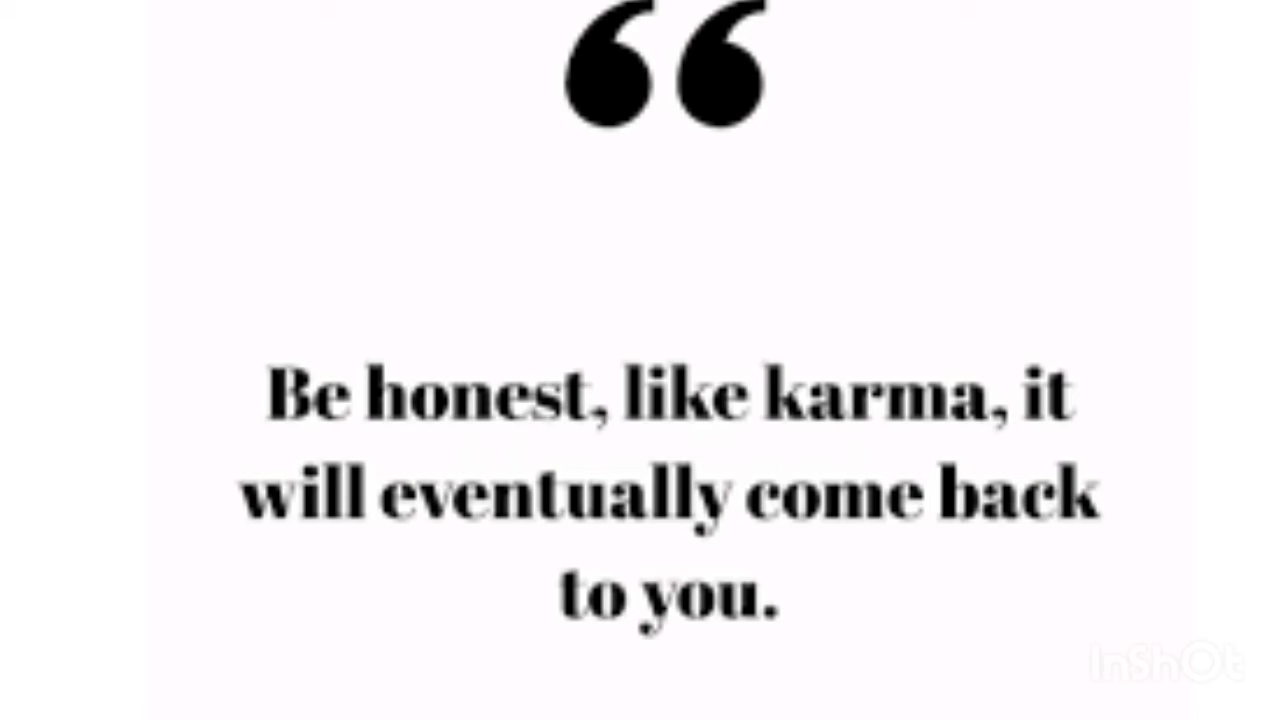 “
Be honest, like karma, it
will eventually come back
to you.
InShOt